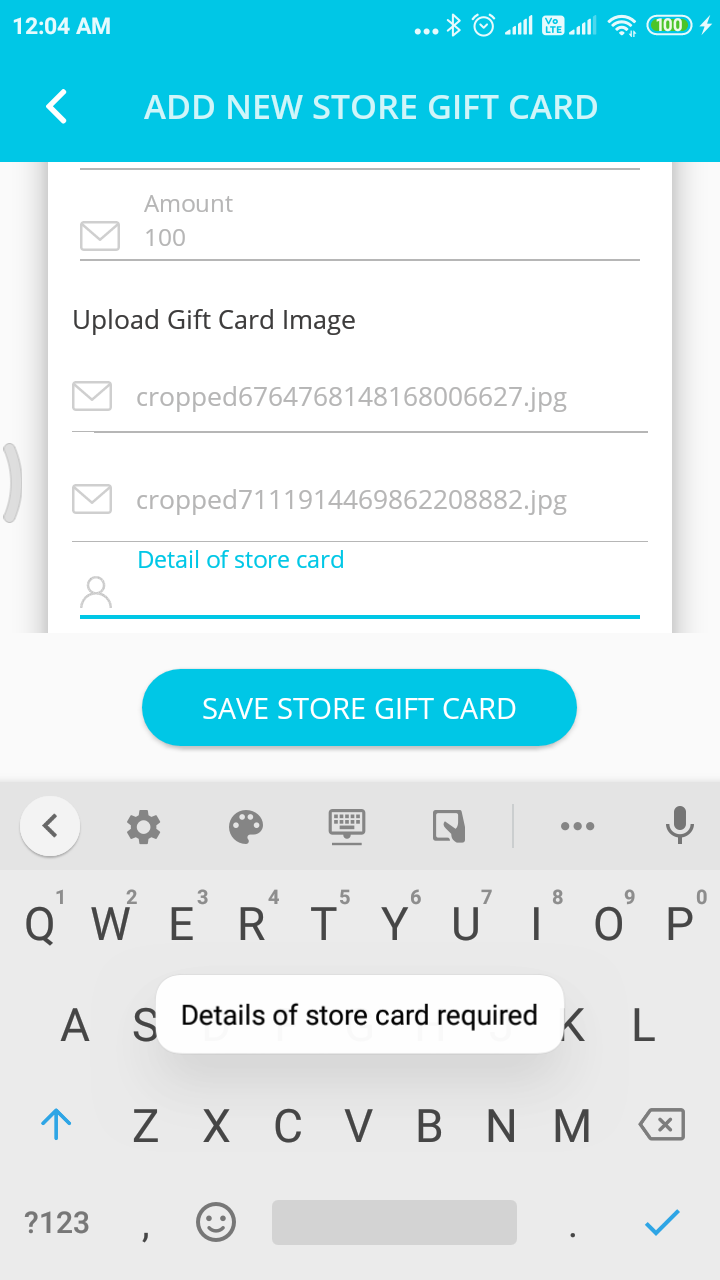 12:04 AM
Vo LTE
100
ADD NEW STORE GIFT CARD
Amount
100
Upload Gift Card Image
cropped6764768148168006627.jpg
cropped7111914469862208882.jpg
Detail of store card
SAVE STORE GIFT CARD
1 2 3 4 5 6 7 8 9 0
Q W E R T Y U I O P
A S K L
Details of store card required
Z X C V B N M
?123 , .